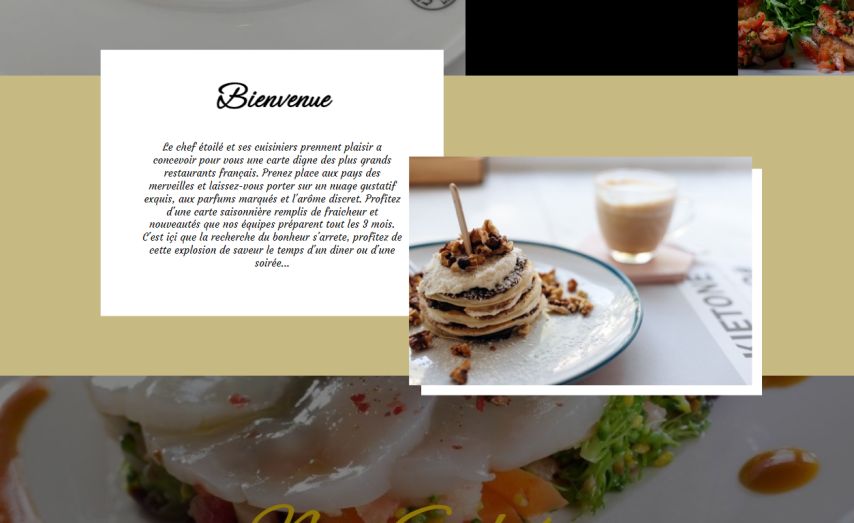 Bienvenue
Le chef étoilé et ses cuisiniers prennent plaisir a
concevoir pour vous une carte digne des plus grands
restaurants français. Prenez place aux pays des
merveilles et laissez-vous porter sur un nuage gustatif
exquis, aux parfums marqués et l'arôme discret. Profitez
d'une carte saisonnière remplis de fraicheur et
nouveautés que nos équipes préparent tout les 3 mois.
C'est içi que la recherche du bonheur s'arrete, profitez de
cette explosion de saveur le temps d'un diner ou d'une
soirée...